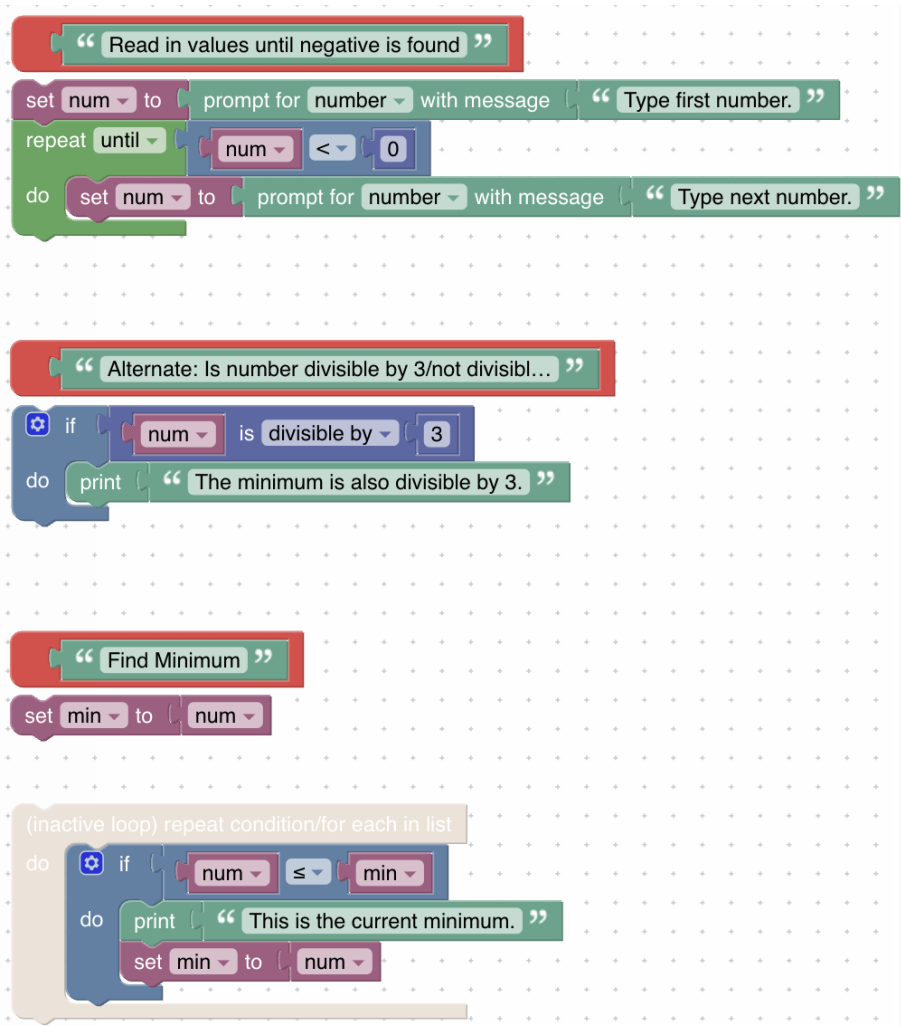 “ Read in values until negative is found ”
set num to prompt for number with message “ Type first number. ”
repeat until num < 0
do set num to prompt for number with message “ Type next number. ”
“ Alternate: Is number divisible by 3/not divisibl... ”
if num is divisible by 3
do print “ The minimum is also divisible by 3. ”
“ Find Minimum ”
set min to num
(inactive loop) repeat condition/for each in list
do if num ≤ min
do print “ This is the current minimum. ”
set min to num